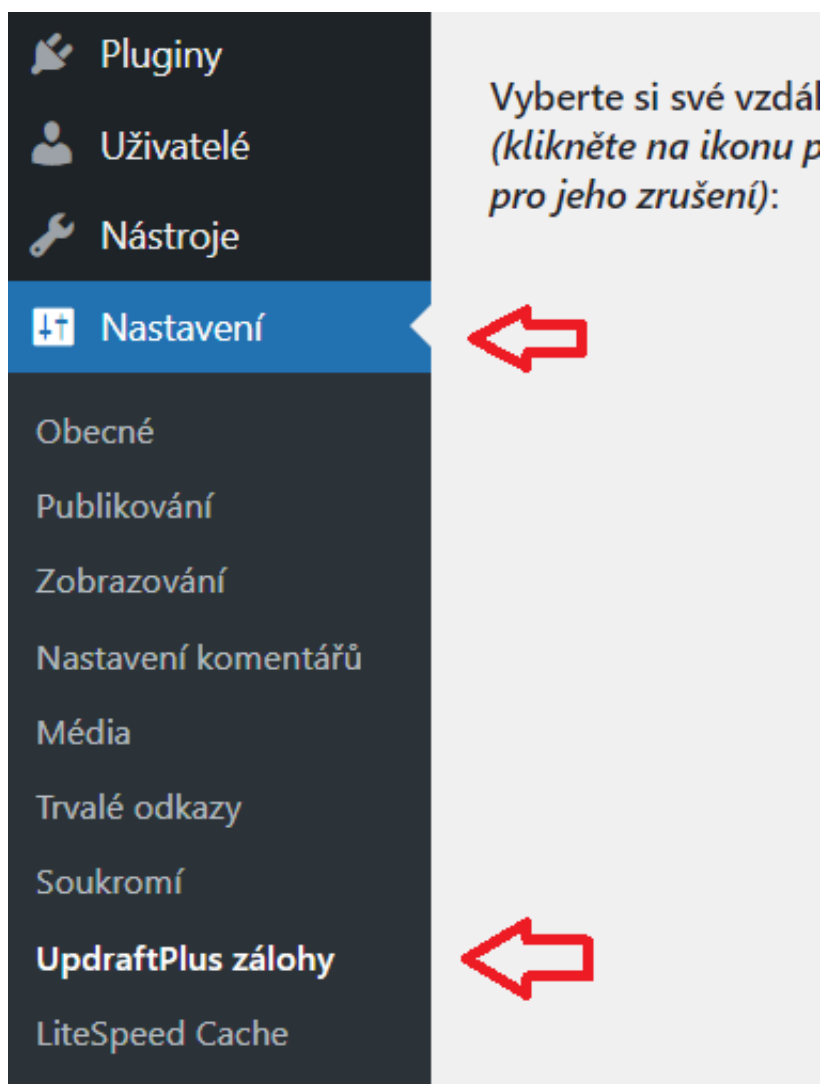 Pluginy
Uživatelé
Nástroje
Nastavení
Obecné
Publikování
Zobrazování
Nastavení komentářů
Média
Trvalé odkazy
Soukromí
UpdraftPlus zálohy
LiteSpeed Cache
Vyberte si své
(klikněte na ikonu
pro jeho zrušení):